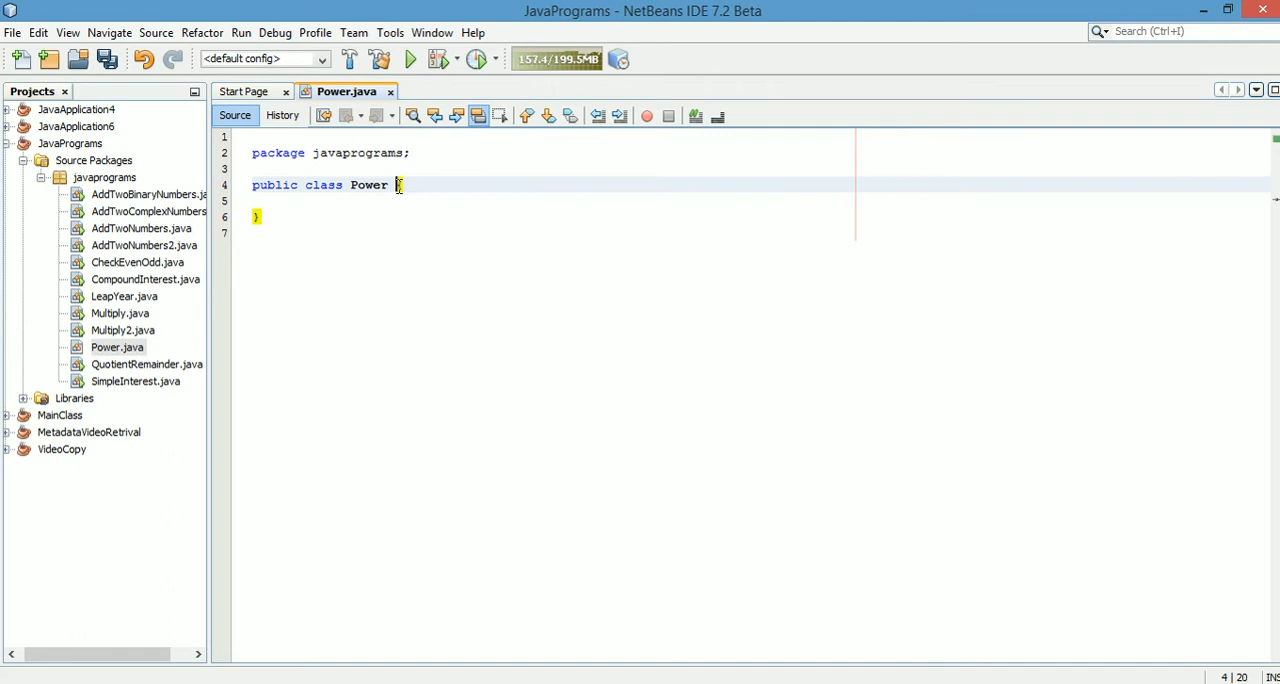 JavaPrograms - NetBeans IDE 7.2 Beta
File Edit View Navigate Source Refactor Run Debug Profile Team Tools Window Help
Search (Ctrl+I)
<default config>
157.4/199.5MB
Projects
Start Page
Power.java
Source
History
JavaApplication4
JavaApplication6
JavaPrograms
Source Packages
javaprograms
AddTwoBinaryNumbers.ja
AddTwoComplexNumbers
AddTwoNumbers.java
AddTwoNumbers2.java
CheckEvenOdd.java
CompoundInterest.java
LeapYear.java
Multiply.java
Multiply2.java
Power.java
QuotientRemainder.java
SimpleInterest.java
Libraries
MainClass
MetadataVideoRetrival
VideoCopy
1
2 package javaprograms;
3
4 public class Power {
5
6 }
7
4 | 20 INS